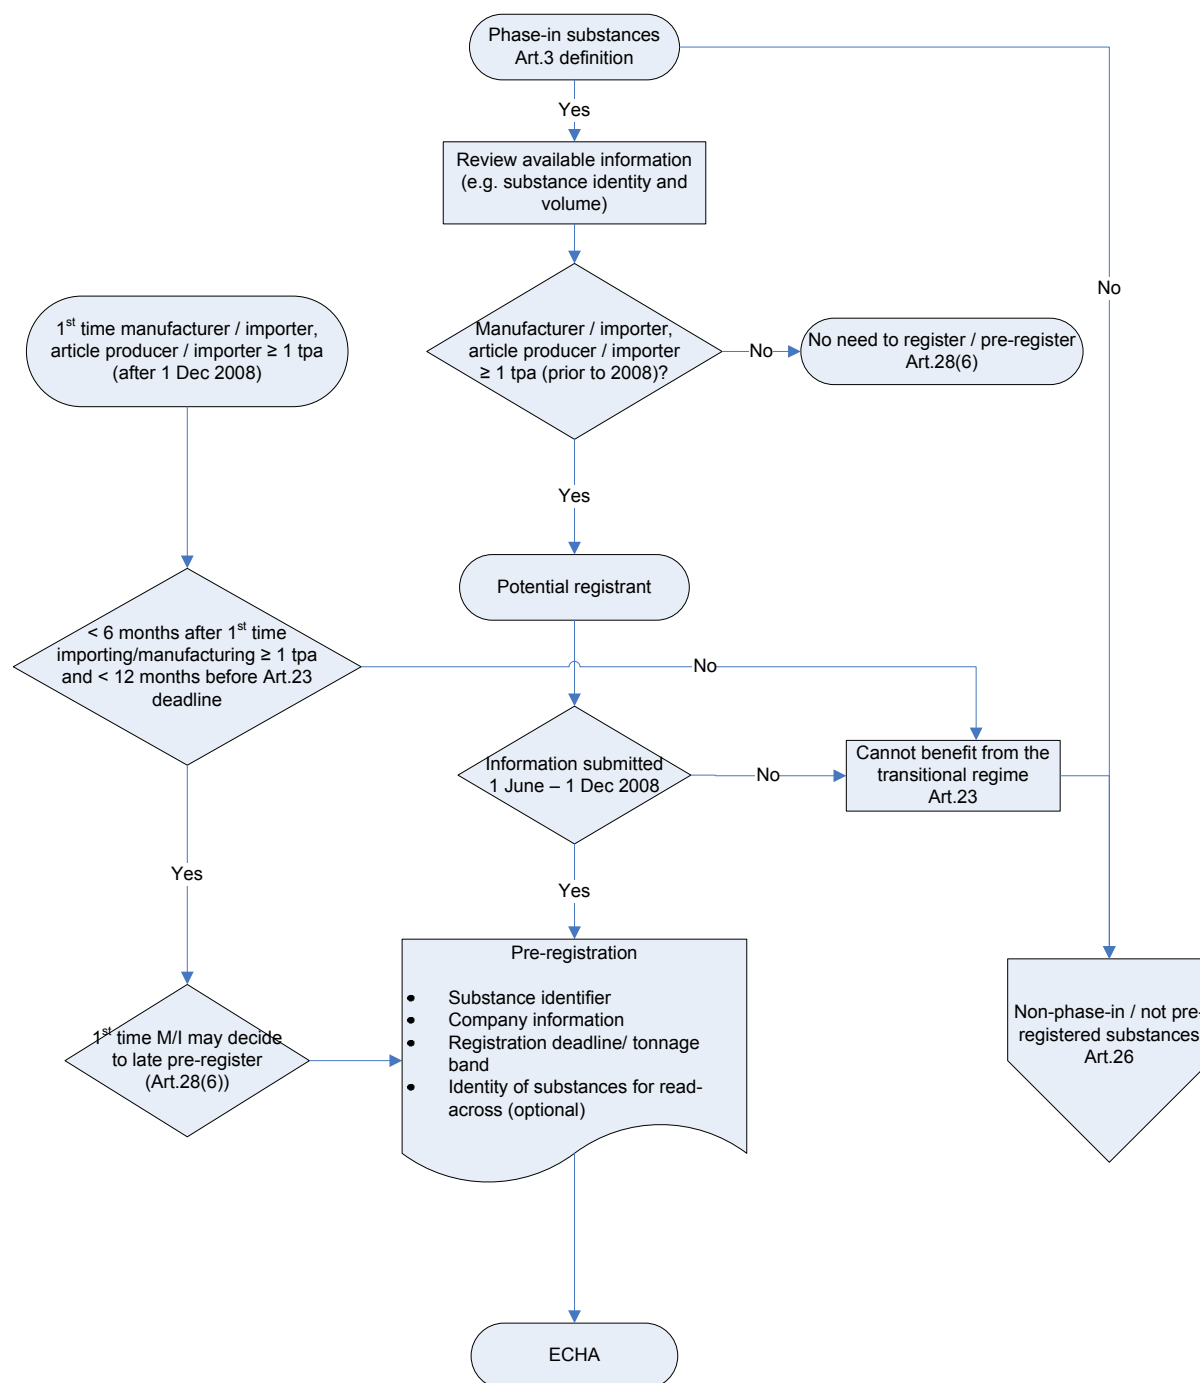 Phase-in substances
Art.3 definition
Yes
Review available information
(e.g. substance identity and
volume)
No
1st time manufacturer / importer,
article producer / importer ≥ 1 tpa
(after 1 Dec 2008)
Manufacturer / importer,
article producer / importer
≥ 1 tpa (prior to 2008)?
No
No need to register / pre-register
Art.28(6)
Yes
Potential registrant
< 6 months after 1st time
importing/manufacturing ≥ 1 tpa
and < 12 months before Art.23
deadline
No
Information submitted
1 June – 1 Dec 2008
No
Cannot benefit from the
transitional regime
Art.23
Yes
Yes
Pre-registration
• Substance identifier
• Company information
• Registration deadline/ tonnage
band
• Identity of substances for read-
across (optional)
1st time M/I may decide
to late pre-register
(Art.28(6))
Non-phase-in / not pre-
registered substances
Art.26
ECHA